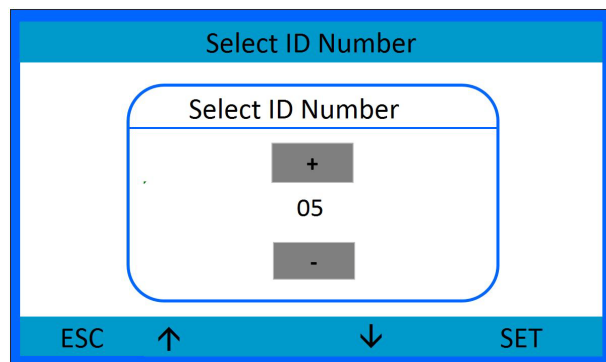 Select ID Number
Select ID Number
+
05
-
ESC ↑ ↓ SET